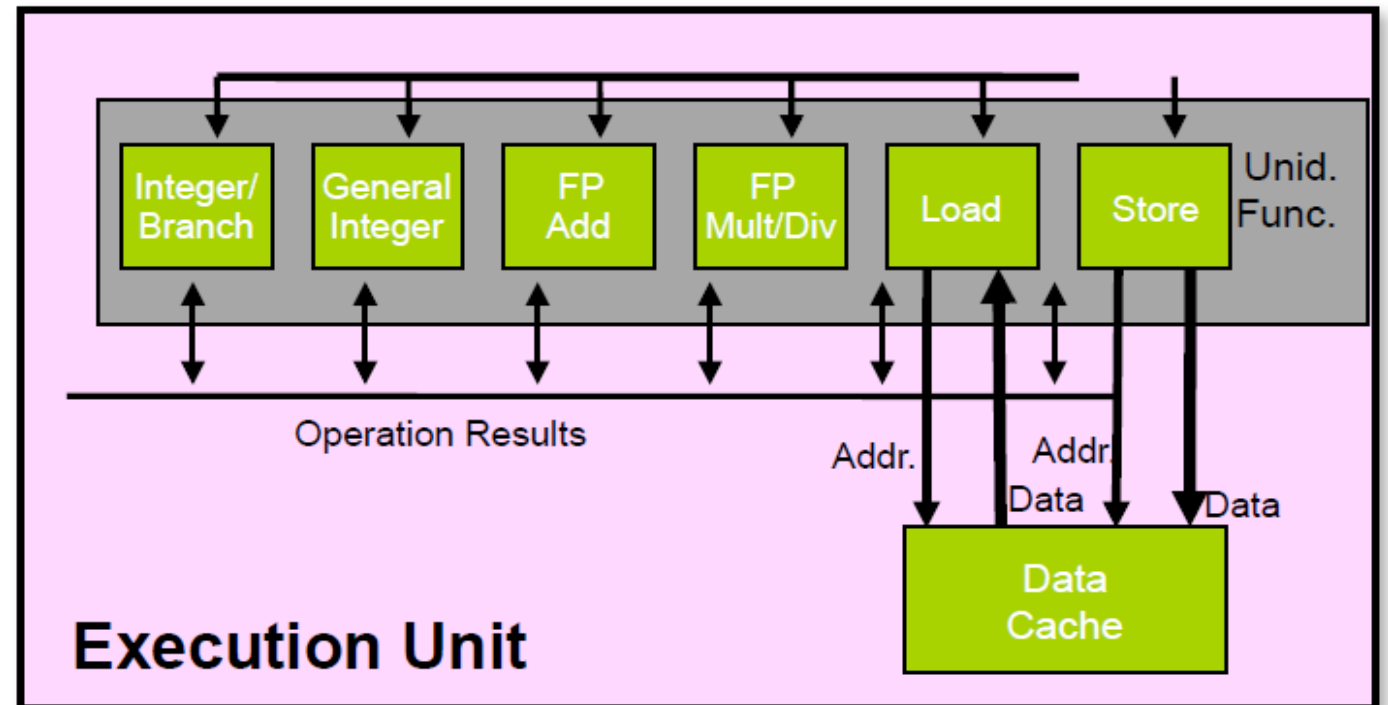 Integer/
Branch
General
Integer
FP
Add
FP
Mult/Div
Load
Store
Unid.
Func.
Operation Results
Addr.
Addr.
Data
Data
Data
Cache
Execution Unit